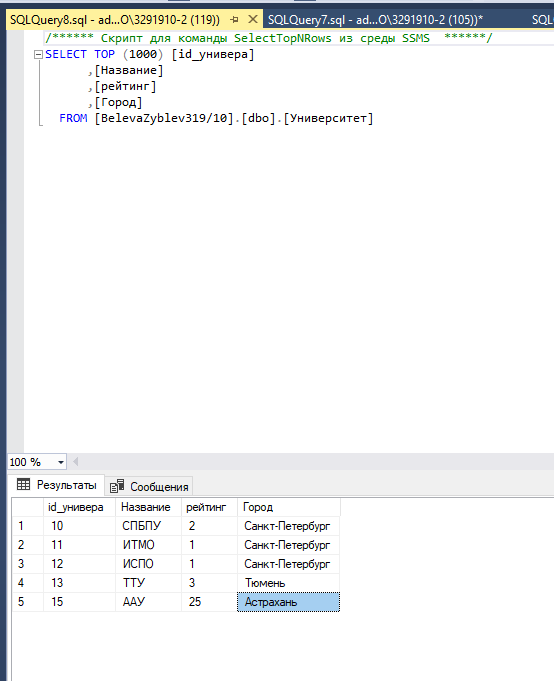 SQLQuery8.sql - ad...O\3291910-2 (119)) SQLQuery7.sql - ad...O\3291910-2 (105))* SQLQ
/****** Скрипт для команды SelectTopNRows из среды SSMS ******/
SELECT TOP (1000) [id_универа]
,[Название]
,[рейтинг]
,[Город]
FROM [BelevaZyblev319/10].[dbo].[Университет]
100 %
Результаты Сообщения
id_универа Название рейтинг Город
1 10 СПБПУ 2 Санкт-Петербург
2 11 ИТМО 1 Санкт-Петербург
3 12 ИСПО 1 Санкт-Петербург
4 13 ТТУ 3 Тюмень
5 15 ААУ 25 Астрахань